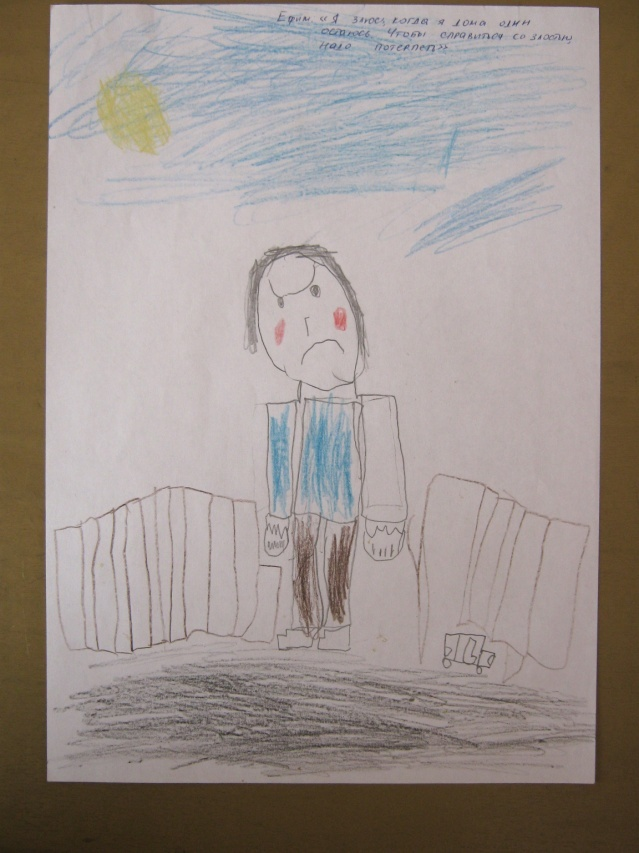 Ефим «Я злюсь когда я дома один
остаюсь. Чтобы справиться со злостью
надо потерпеть»